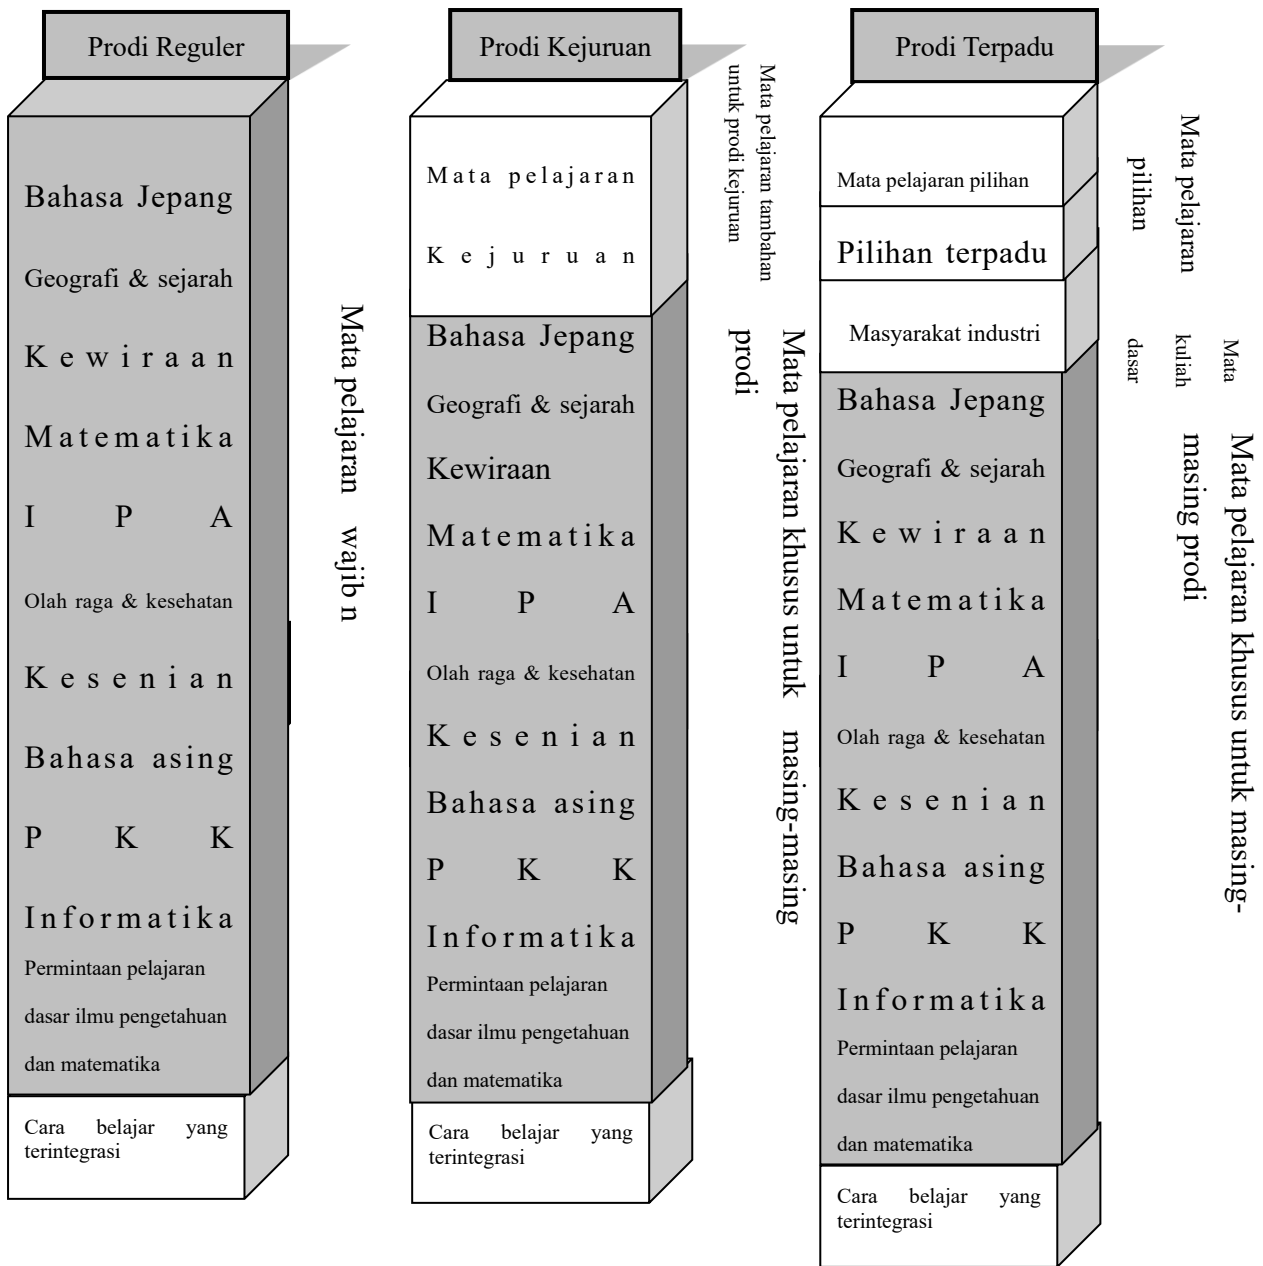 Prodi Reguler
Bahasa Jepang
Geografi & sejarah
Kewiraan
Matematika
I P A
Olah raga & kesehatan
Kesenian
Bahasa asing
P K K
Informatika
Permintaan pelajaran
dasar ilmu pengetahuan
dan matematika
Cara belajar yang
terintegrasi
Mata pelajaran wajib n
Prodi Kejuruan
Mata pelajaran
Kejuruan
Bahasa Jepang
Geografi & sejarah
Kewiraan
Matematika
I P A
Olah raga & kesehatan
Kesenian
Bahasa asing
P K K
Informatika
Permintaan pelajaran
dasar ilmu pengetahuan
dan matematika
Cara belajar yang
terintegrasi
Mata pelajaran tambahan
untuk prodi kejuruan
Mata pelajaran khusus untuk masing-masing
prodi
Prodi Terpadu
Mata pelajaran pilihan
Pilihan terpadu
Masyarakat industri
Bahasa Jepang
Geografi & sejarah
Kewiraan
Matematika
I P A
Olah raga & kesehatan
Kesenian
Bahasa asing
P K K
Informatika
Permintaan pelajaran
dasar ilmu pengetahuan
dan matematika
Cara belajar yang
terintegrasi
Mata pelajaran
pilihan
Mata
kuliah
dasar
Mata pelajaran khusus untuk masing-
masing prodi